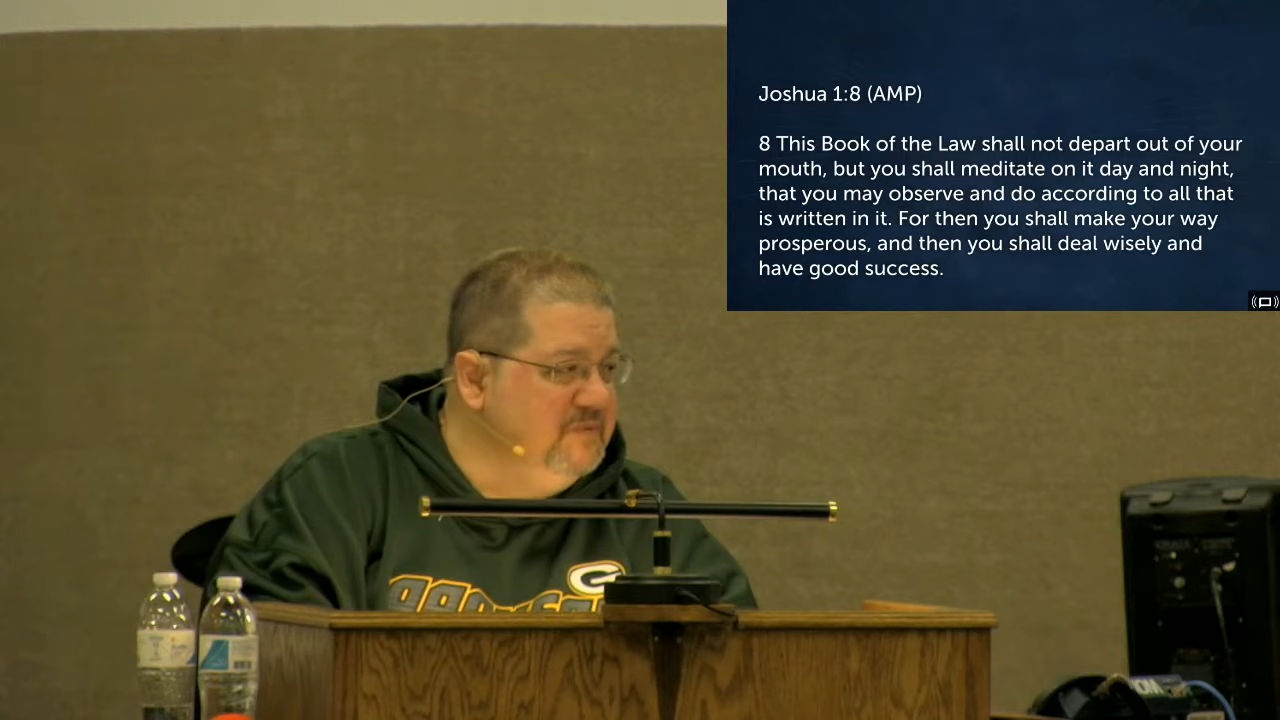 Joshua 1:8 (AMP)
8 This Book of the Law shall not depart out of your
mouth, but you shall meditate on it day and night,
that you may observe and do according to all that
is written in it. For then you shall make your way
prosperous, and then you shall deal wisely and
have good success.
G